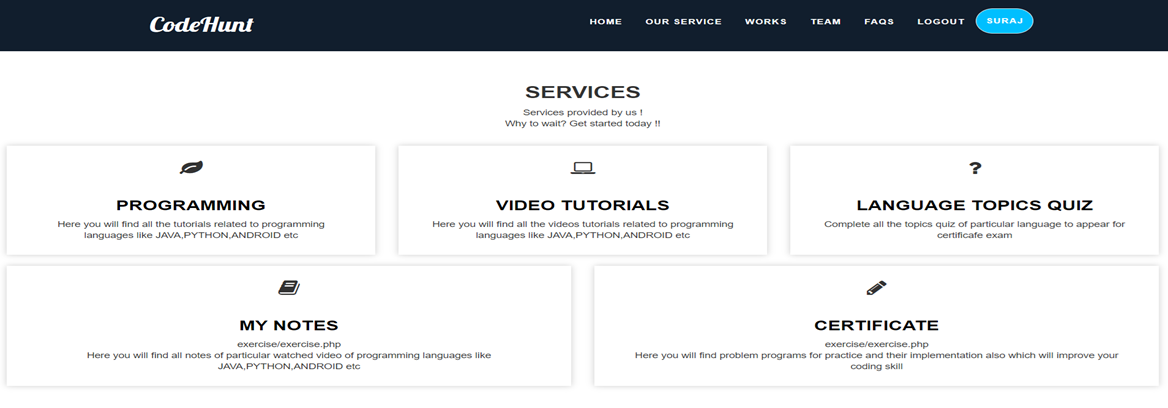 CodeHunt
HOME OUR SERVICE WORKS TEAM FAQS LOGOUT SURAJ
SERVICES
Services provided by us !
Why to wait? Get started today !!
PROGRAMMING
Here you will find all the tutorials related to programming
languages like JAVA,PYTHON,ANDROID etc
VIDEO TUTORIALS
Here you will find all the videos tutorials related to programming
languages like JAVA,PYTHON,ANDROID etc
?
LANGUAGE TOPICS QUIZ
Complete all the topics quiz of particular language to appear for
certificafe exam
MY NOTES
exercise/exercise.php
Here you will find all notes of particular watched video of programming languages like
JAVA,PYTHON,ANDROID etc
CERTIFICATE
exercise/exercise.php
Here you will find problem programs for practice and their implementation also which will improve your
coding skill